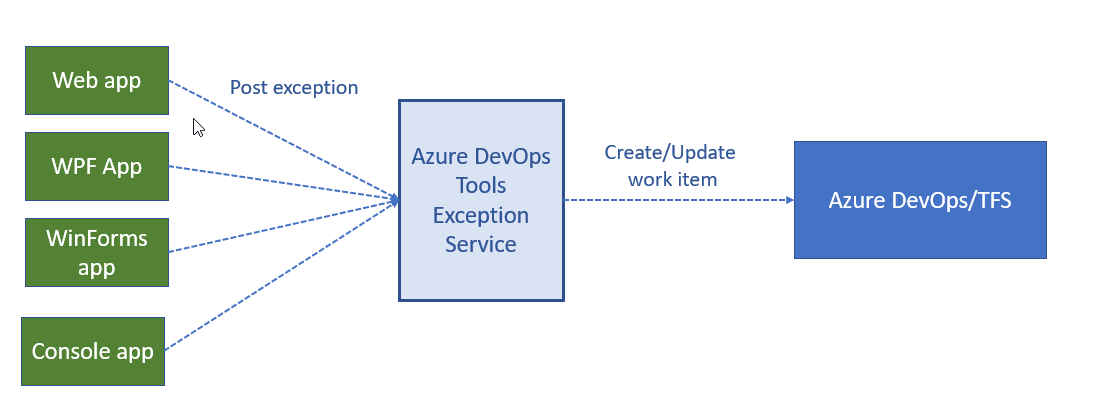 Web app
Post exception
WPF App
WinForms
app
Console app
Azure DevOps
Tools
Exception
Service
Create/Update
work item
Azure DevOps/TFS